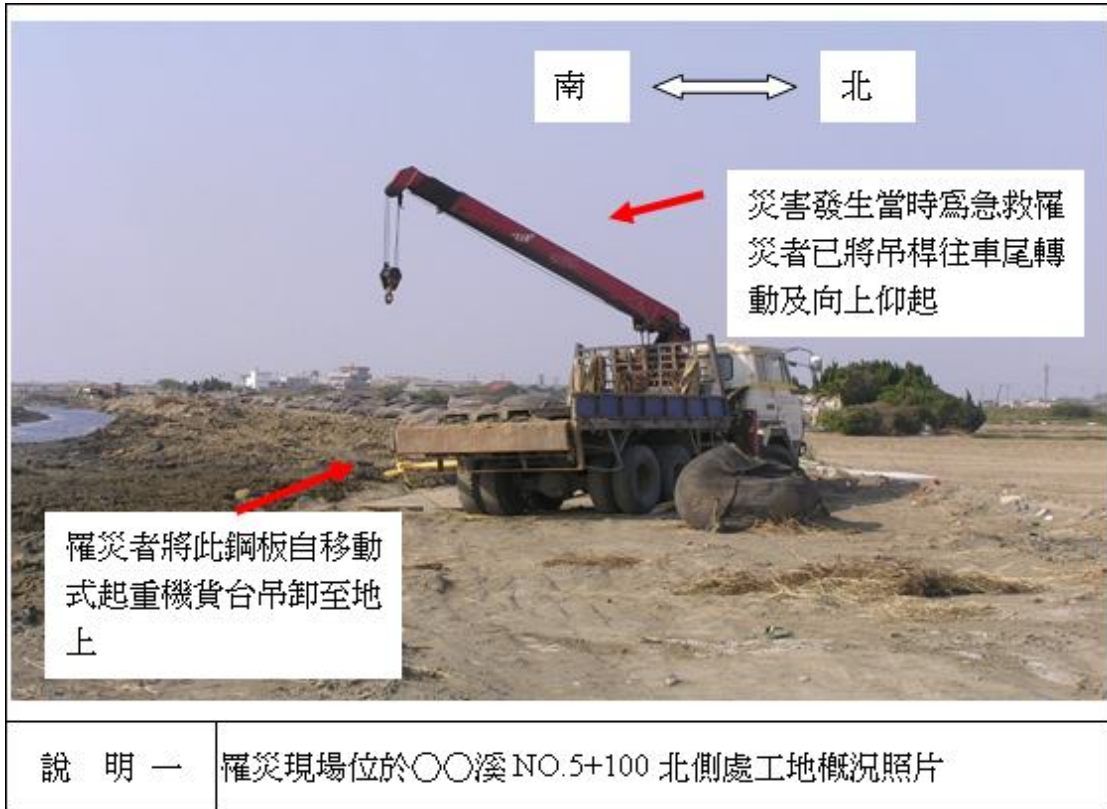 南
北
災害發生當時為急救罹
災者已將吊桿往車尾轉
動及向上仰起
罹災者將此鋼板自移動
式起重機貨台吊卸至地
上
說 明 一
罹災現場位於○○溪 NO.5+100 北側處工地概況照片